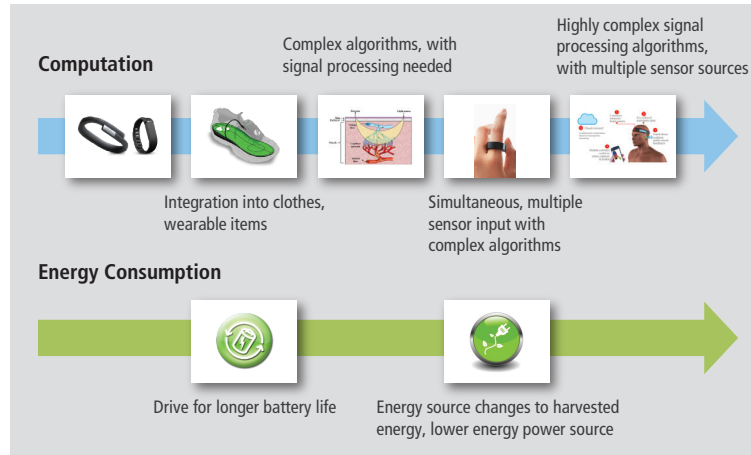 Highly complex signal
processing algorithms,
with multiple sensor sources
Complex algorithms, with
signal processing needed
Computation
Integration into clothes,
wearable items
Simultaneous, multiple
sensor input with
complex algorithms
Energy Consumption
Drive for longer battery life
Energy source changes to harvested
energy, lower energy power source